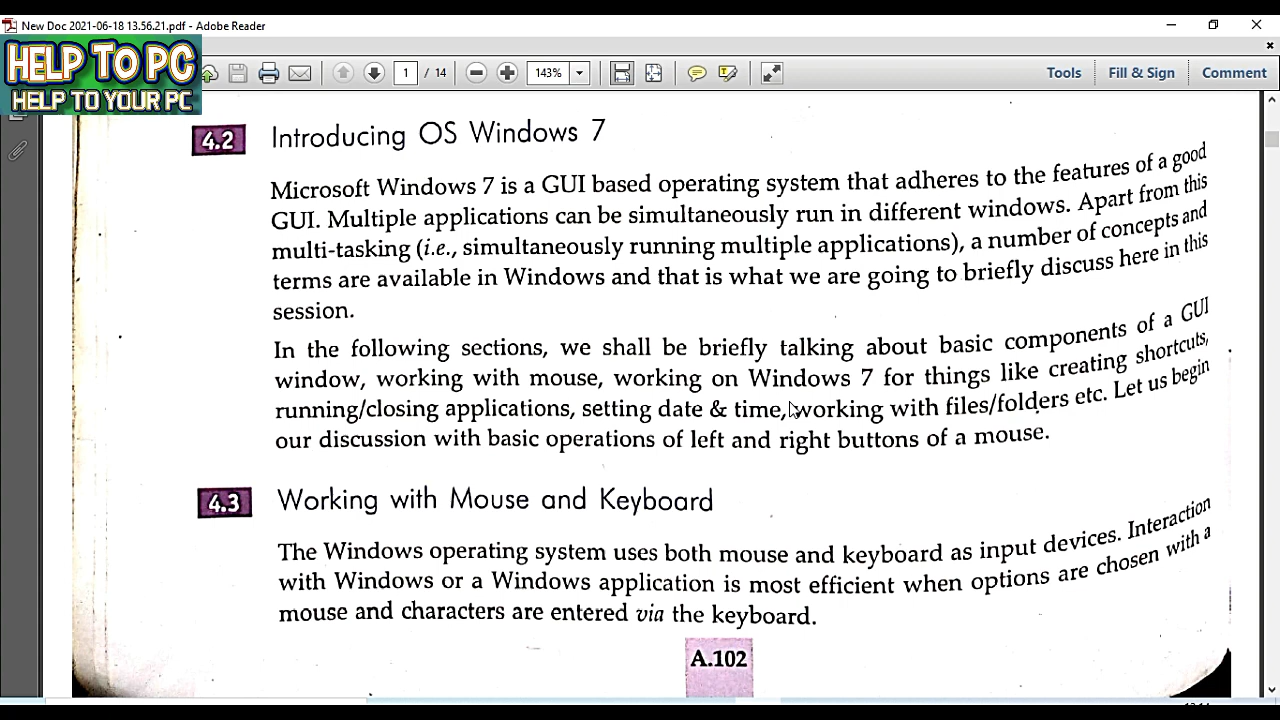 New Doc 2021-06-18 13.56.21.pdf - Adobe Reader
HELP TO PC
HELP TO YOUR PC
1 / 14
143%
Tools
Fill & Sign
Comment
4.2 Introducing OS Windows 7
Microsoft Windows 7 is a GUI based operating system that adheres to the features of a good
GUI. Multiple applications can be simultaneously run in different windows. Apart from this
multi-tasking (i.e., simultaneously running multiple applications), a number of concepts and
terms are available in Windows and that is what we are going to briefly discuss here in this
session.
In the following sections, we shall be briefly talking about basic components of a GUI
window, working with mouse, working on Windows 7 for things like creating shortcuts,
running/closing applications, setting date & time, working with files/folders etc. Let us begin
our discussion with basic operations of left and right buttons of a mouse.
4.3 Working with Mouse and Keyboard
The Windows operating system uses both mouse and keyboard as input devices. Interaction
with Windows or a Windows application is most efficient when options are chosen with a
mouse and characters are entered via the keyboard.
A.102